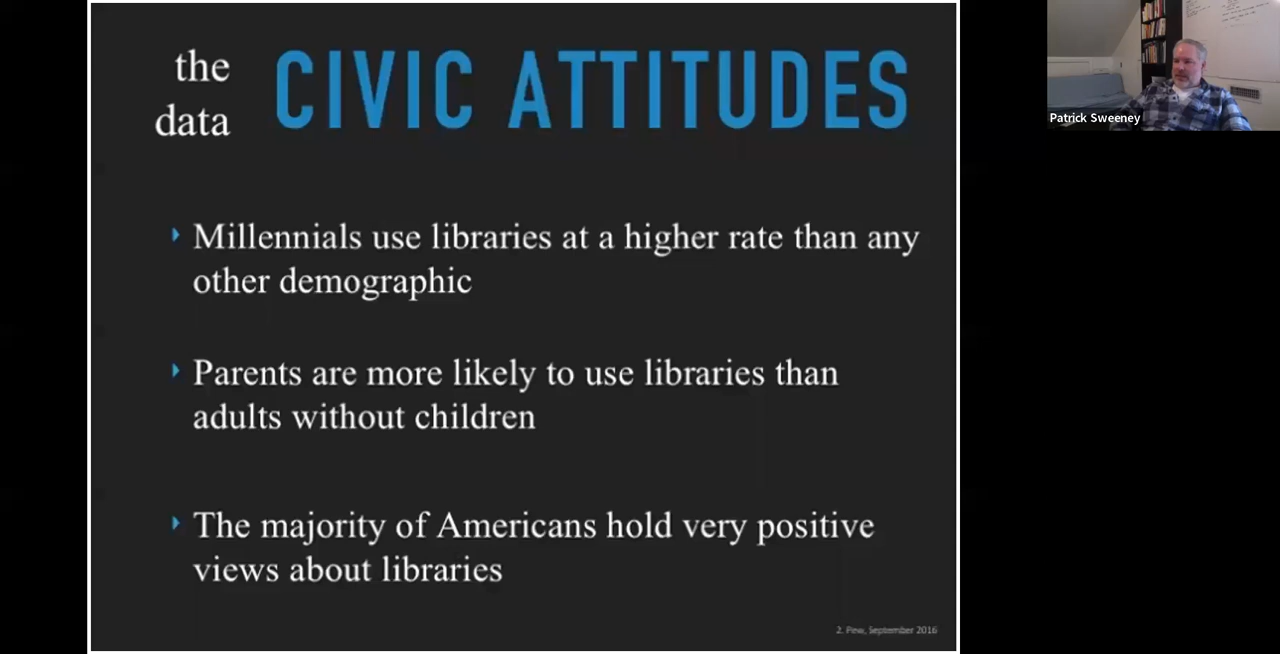 the
data
CIVIC ATTITUDES
Millennials use libraries at a higher rate than any
other demographic
Parents are more likely to use libraries than
adults without children
The majority of Americans hold very positive
views about libraries
2. Pew, September 2016
Patrick Sweeney